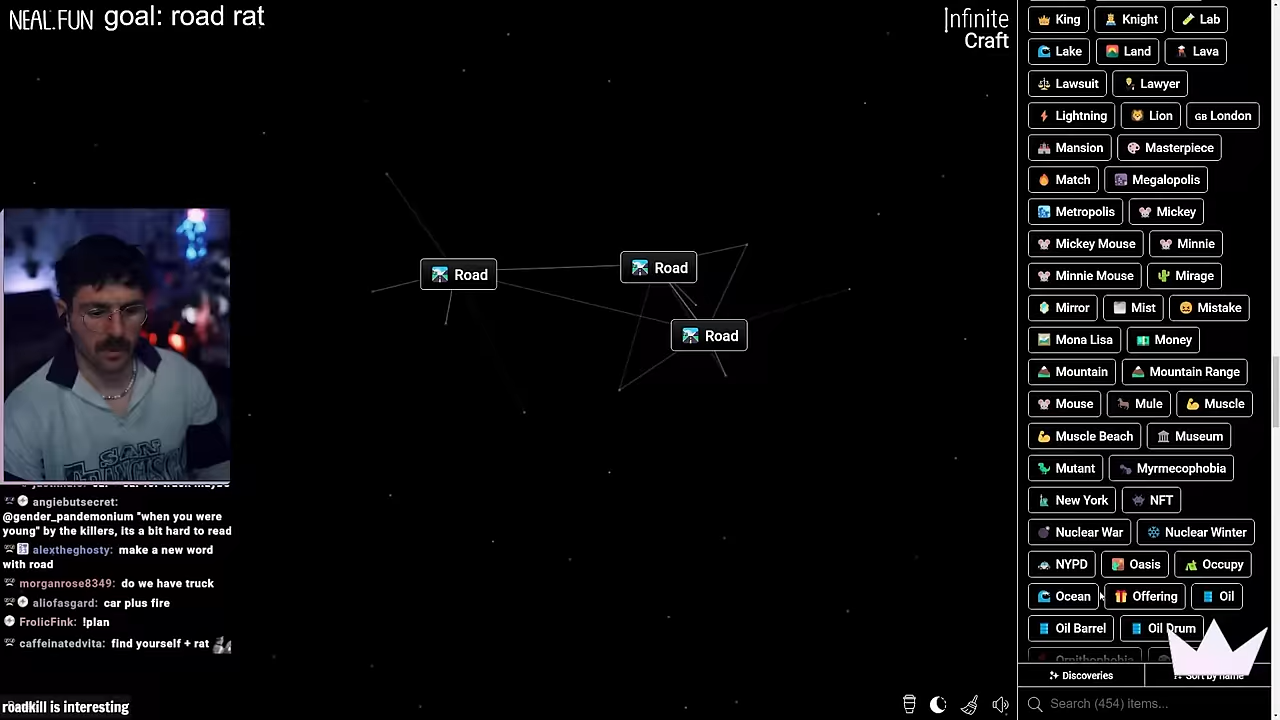 NEAL.FUN goal: road rat
Infinite
Craft
King Knight Lab
Lake Land Lava
Lawsuit Lawyer
Lightning Lion GB London
Mansion Masterpiece
Match Megalopolis
Metropolis Mickey
Mickey Mouse Minnie
Minnie Mouse Mirage
Mirror Mist Mistake
Mona Lisa Money
Mountain Mountain Range
Mouse Mule Muscle
Muscle Beach Museum
Mutant Myrmecophobia
New York NFT
Nuclear War Nuclear Winter
NYPD Oasis Occupy
Ocean Offering Oil
Oil Barrel Oil Drum
Ornithophobia
Discoveries Sort by name
Search (454) items...
Road
Road
Road
SAN
FRANCISCO
angiebutsecret:
@gender_pandemonium "when you were
young" by the killers, its a bit hard to read
alextheghosty: make a new word
with road
morganrose8349: do we have truck
aliofasgard: car plus fire
FrolicFink: !plan
caffeinatedvita: find yourself + rat
roadkill is interesting